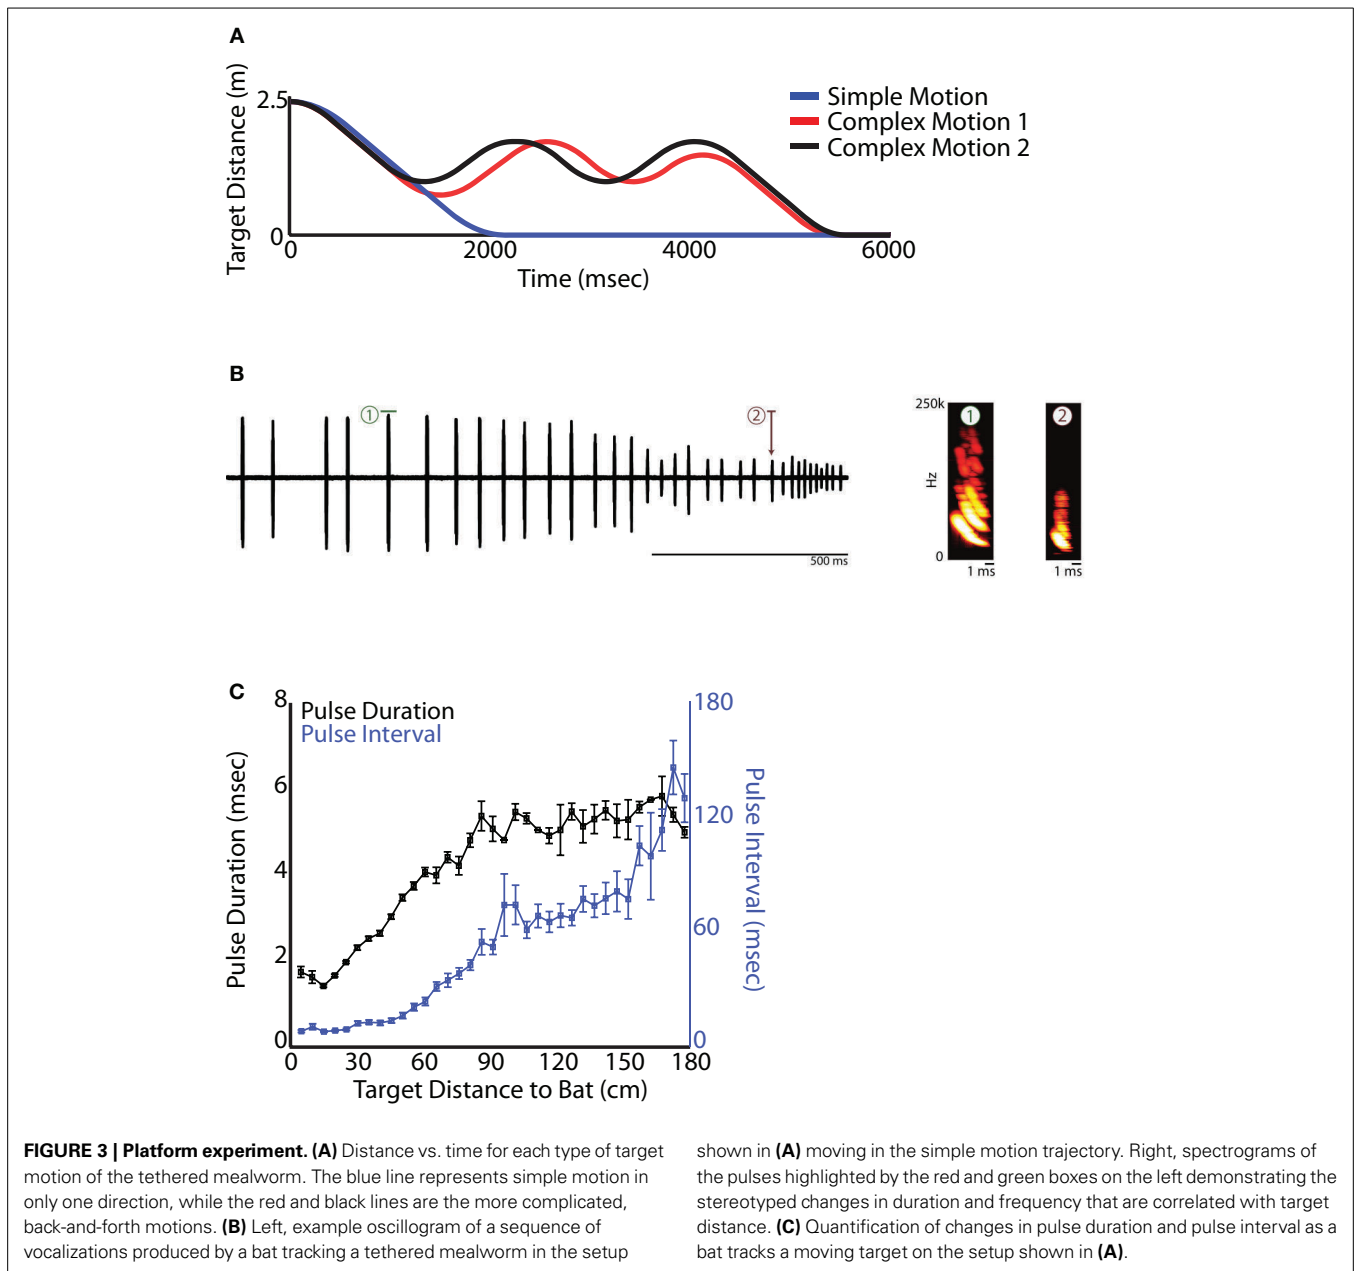 A
Target Distance (m)
2.5
0
0
2000
4000
6000
Time (msec)
Simple Motion
Complex Motion 1
Complex Motion 2
B
1
2
500 ms
250k
Hz
0
1
2
1 ms
1 ms
C
8
6
4
2
0
Pulse Duration (msec)
Pulse Duration
Pulse Interval
180
120
60
0
Pulse Interval (msec)
0
30
60
90
120
150
180
Target Distance to Bat (cm)
FIGURE 3 | Platform experiment. (A) Distance vs. time for each type of target
motion of the tethered mealworm. The blue line represents simple motion in
only one direction, while the red and black lines are the more complicated,
back-and-forth motions. (B) Left, example oscillogram of a sequence of
vocalizations produced by a bat tracking a tethered mealworm in the setup
shown in (A) moving in the simple motion trajectory. Right, spectrograms of
the pulses highlighted by the red and green boxes on the left demonstrating the
stereotyped changes in duration and frequency that are correlated with target
distance. (C) Quantification of changes in pulse duration and pulse interval as a
bat tracks a moving target on the setup shown in (A).